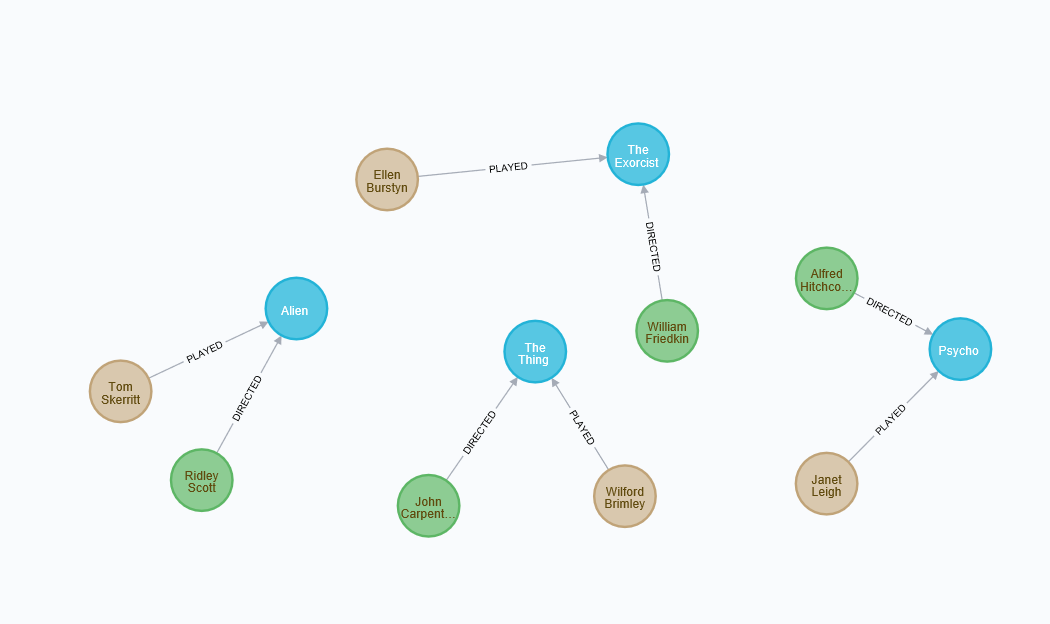 The
Exorcist
PLAYED
Ellen
Burstyn
DIRECTED
Alfred
Hitchco...
DIRECTED
Alien
William
Friedkin
The
Thing
Psycho
PLAYED
Tom
Skerritt
DIRECTED
DIRECTED
PLAYED
PLAYED
Ridley
Scott
John
Carpent...
Wilford
Brimley
Janet
Leigh